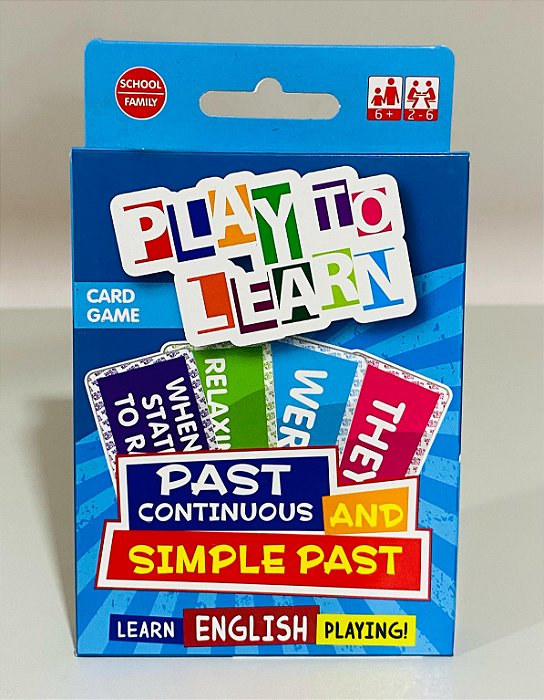 SCHOOL
FAMILY
6+ 2-6
PLAY TO
LEARN
CARD
GAME
WHEN
STAT
TO R
RELAXI
WER
THEY
PAST
CONTINUOUS AND
SIMPLE PAST
LEARN ENGLISH PLAYING!